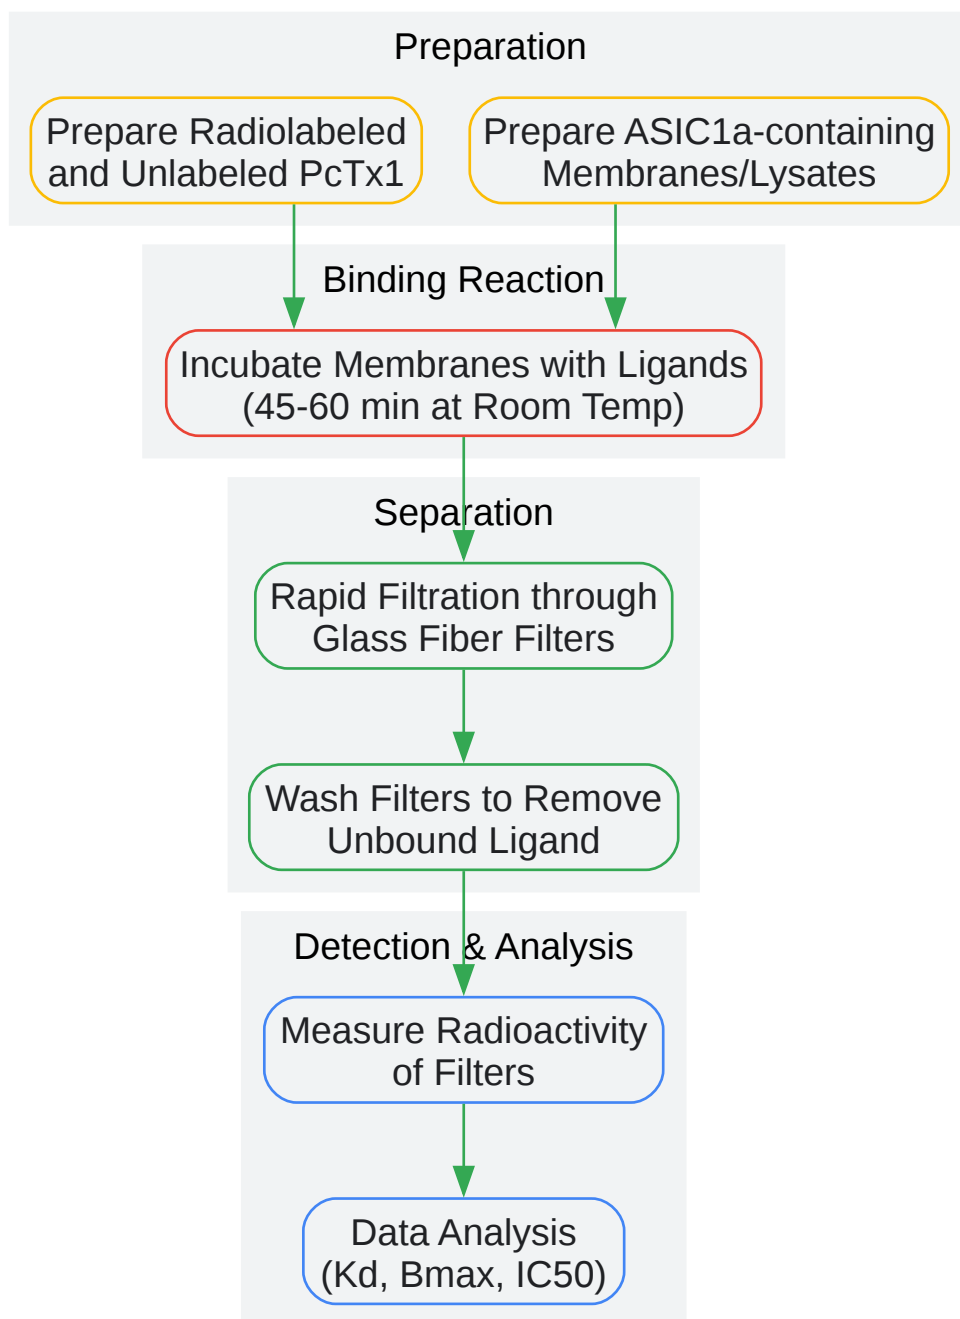 Preparation
Prepare Radiolabeled
and Unlabeled PcTx1
Prepare ASIC1a-containing
Membranes/Lysates
Binding Reaction
Incubate Membranes with Ligands
(45-60 min at Room Temp)
Separation
Rapid Filtration through
Glass Fiber Filters
Wash Filters to Remove
Unbound Ligand
Detection & Analysis
Measure Radioactivity
of Filters
Data Analysis
(Kd, Bmax, IC50)